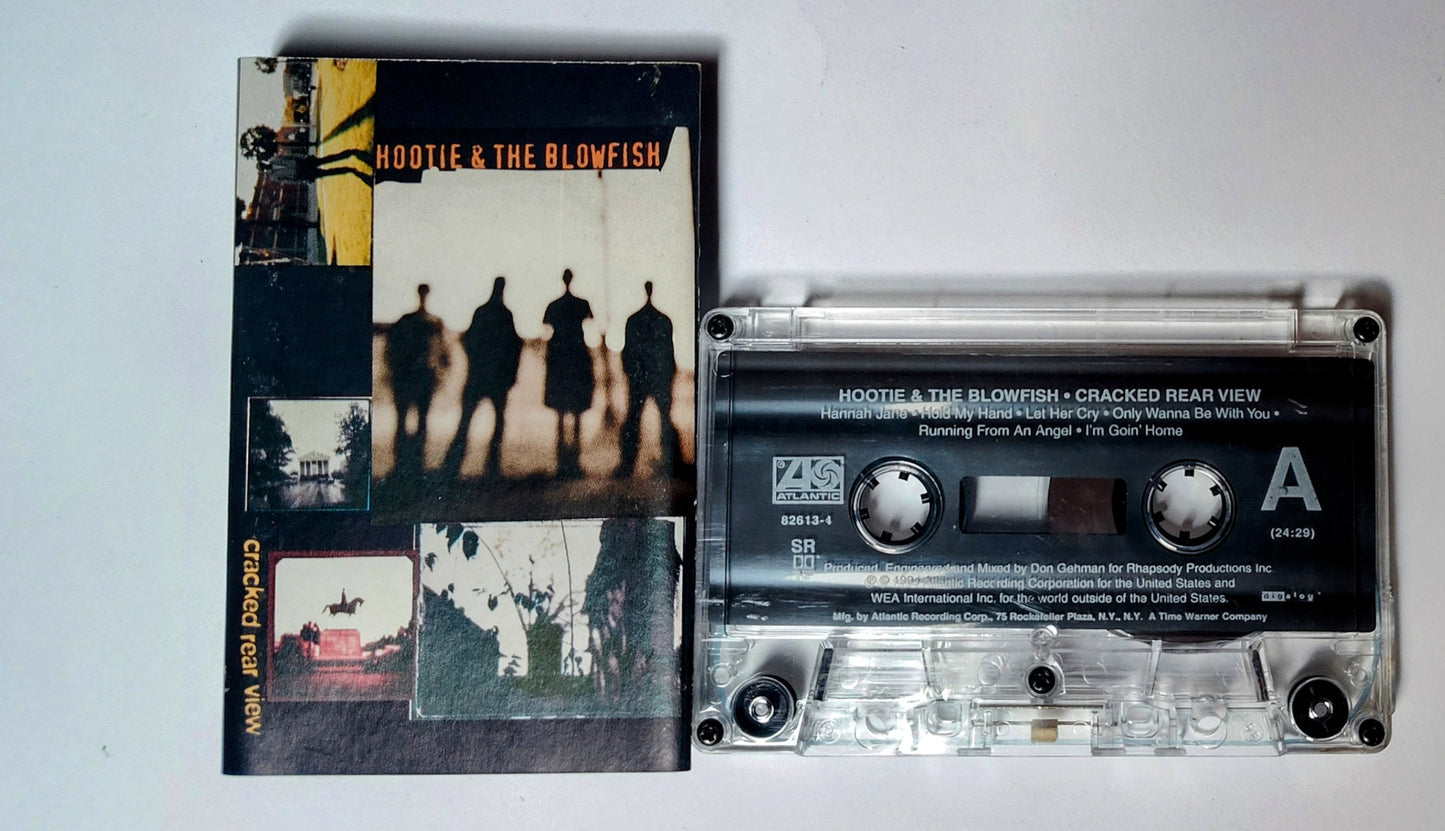 HOOTIE & THE BLOWFISH
cracked rear view
HOOTIE & THE BLOWFISH • CRACKED REAR VIEW
Hannah Jane • Hold My Hand • Let Her Cry • Only Wanna Be With You •
Running From An Angel • I'm Goin' Home
A
ATLANTIC
82613-4
(24:29)
SR
Produced, Engineered and Mixed by Don Gehman for Rhapsody Productions Inc.
℗ © 1994 Atlantic Recording Corporation for the United States and
WEA International Inc. for the world outside of the United States.
digalog
Mfg. by Atlantic Recording Corp., 75 Rockefeller Plaza, N.Y., N.Y. A Time Warner Company